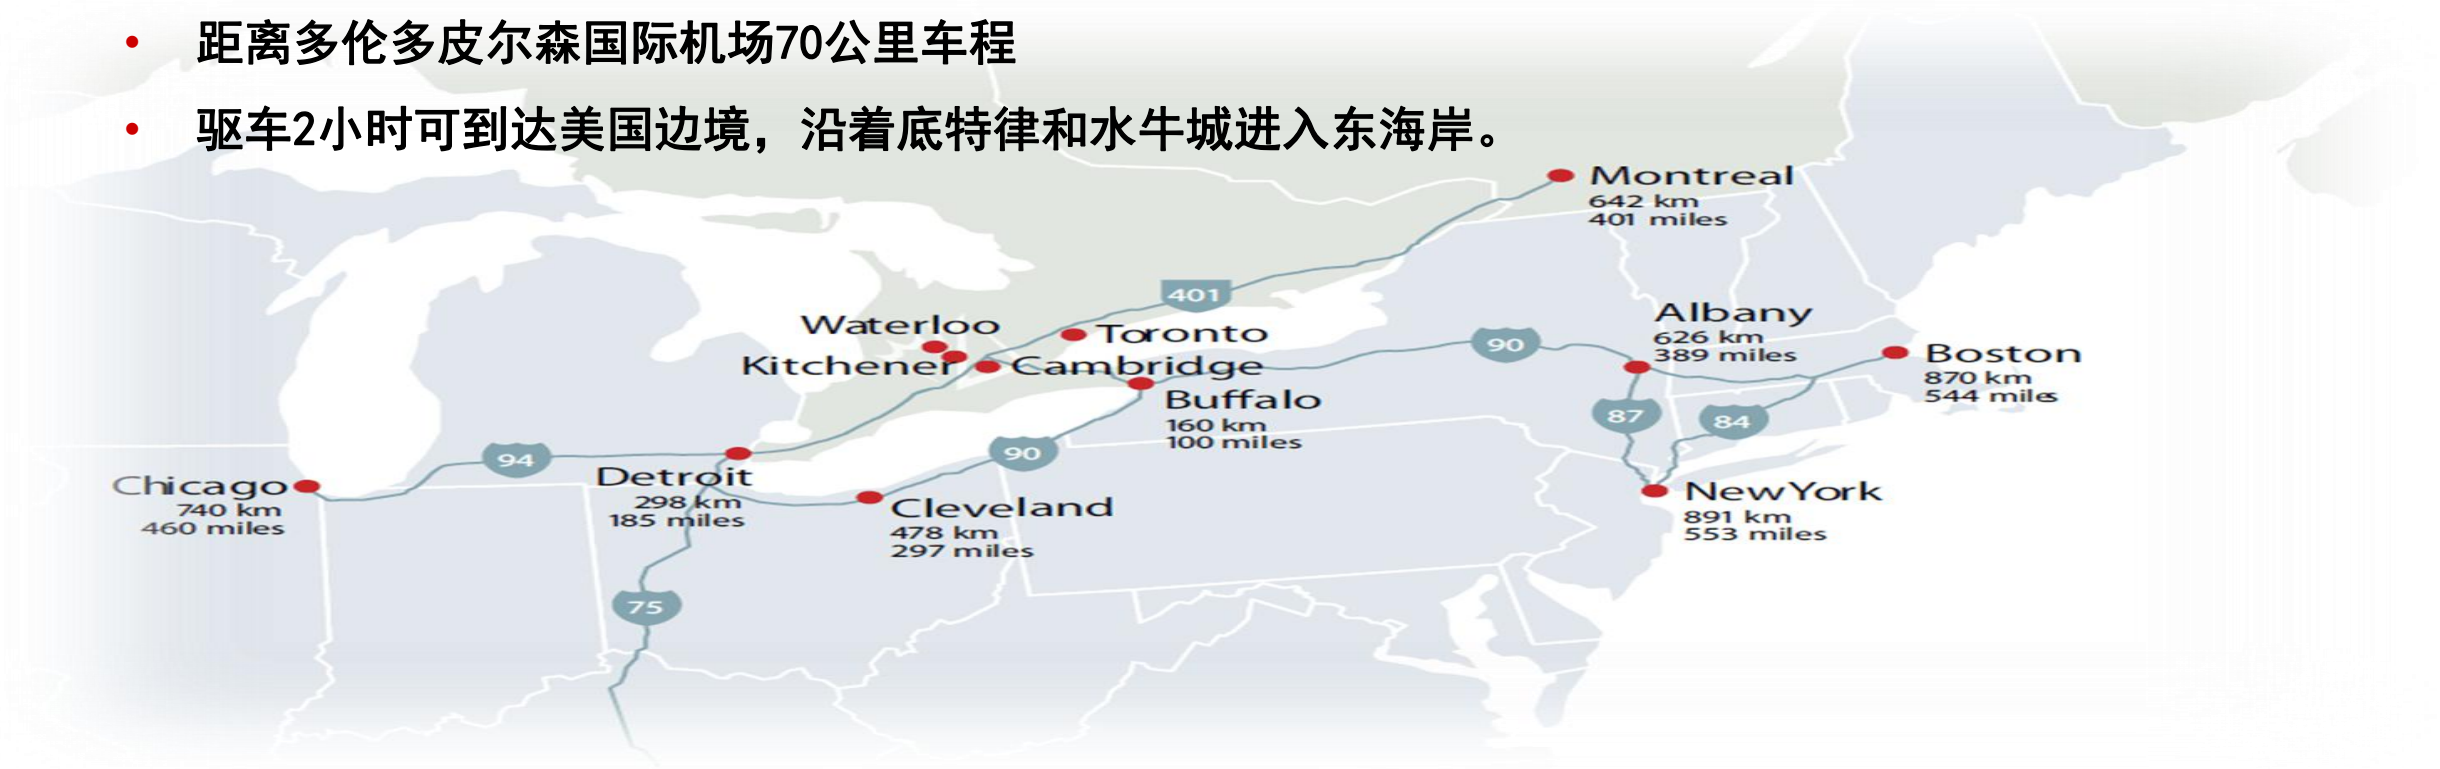 • 距离多伦多皮尔森国际机场70公里车程
• 驱车2小时可到达美国边境，沿着底特律和水牛城进入东海岸。
Montreal
642 km
401 miles
401
Waterloo
Toronto
Kitchener
Cambridge
90
Albany
626 km
389 miles
Boston
870 km
544 miles
Buffalo
160 km
100 miles
87
84
94
90
Chicago
740 km
460 miles
Detroit
298 km
185 miles
Cleveland
478 km
297 miles
New York
891 km
553 miles
75